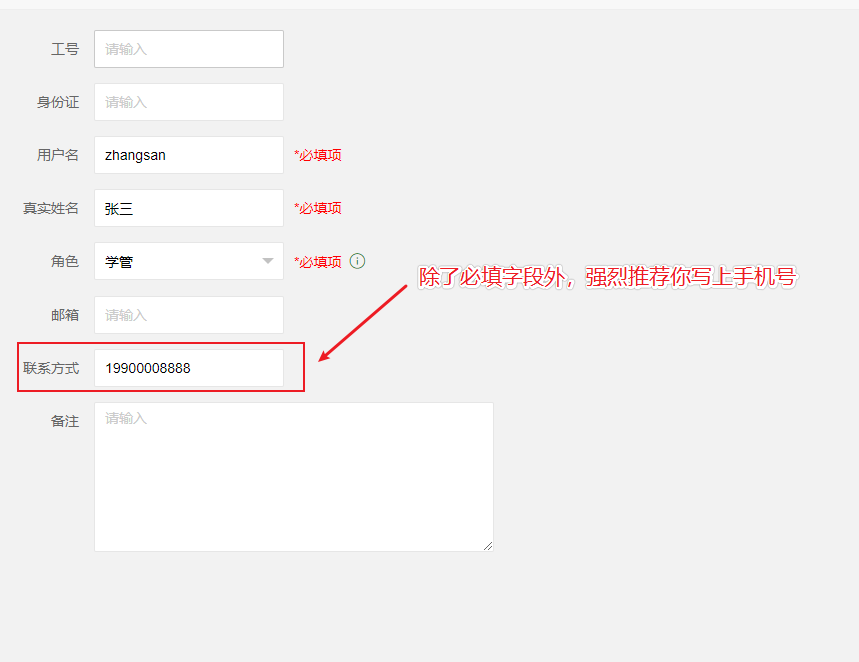 工号 请输入
身份证 请输入
用户名 zhangsan *必填项
真实姓名 张三 *必填项
角色 学管 *必填项
除了必填字段外，强烈推荐你写上手机号
邮箱 请输入
联系方式 19900008888
备注 请输入